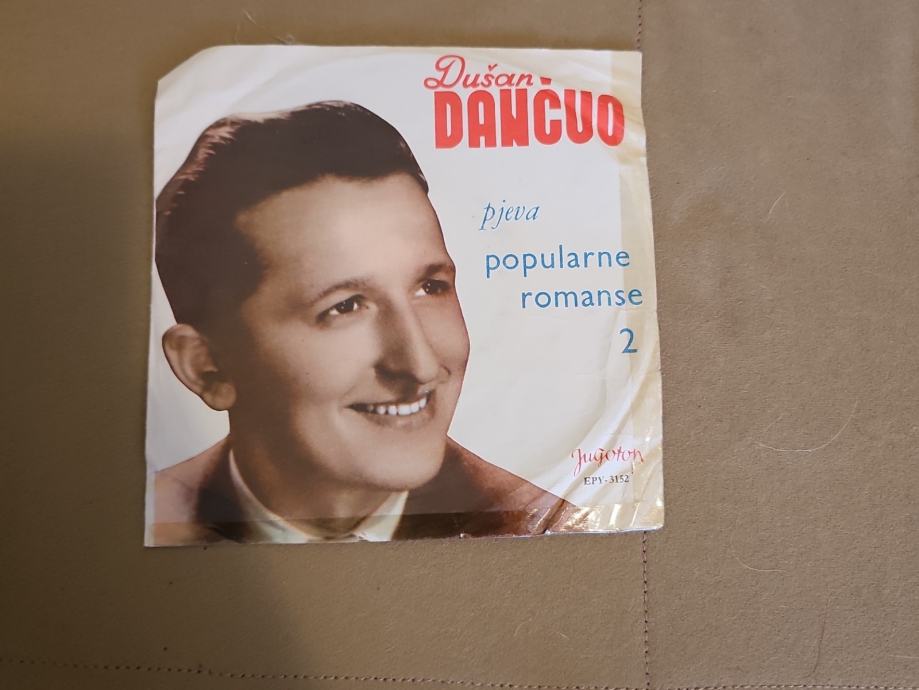 Dušan
DANČUO
pjeva
popularne
romanse
2
Jugoton
EPY-3152